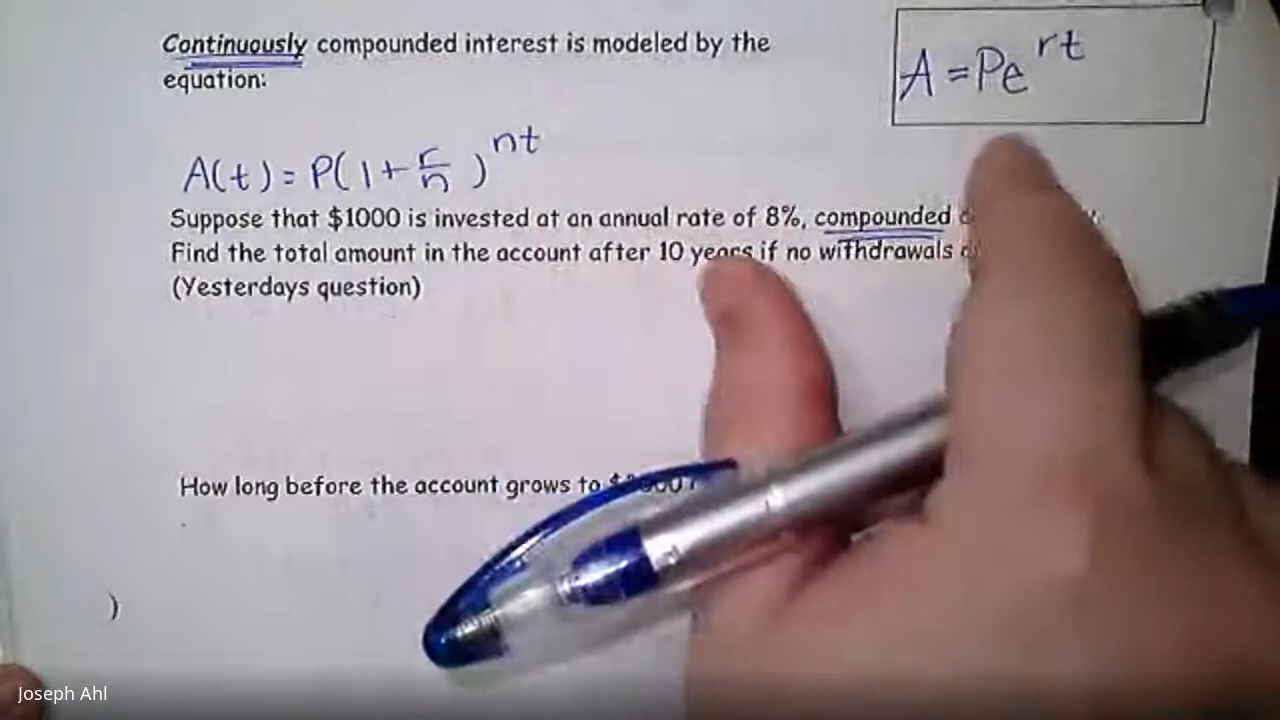 Continuously compounded interest is modeled by the
equation:
A = Pe^rt
A(t) = P(1 + r/n)^nt
Suppose that $1000 is invested at an annual rate of 8%, compounded
Find the total amount in the account after 10 years if no withdrawals
(Yesterdays question)
How long before the account grows to
)
Joseph Ahl